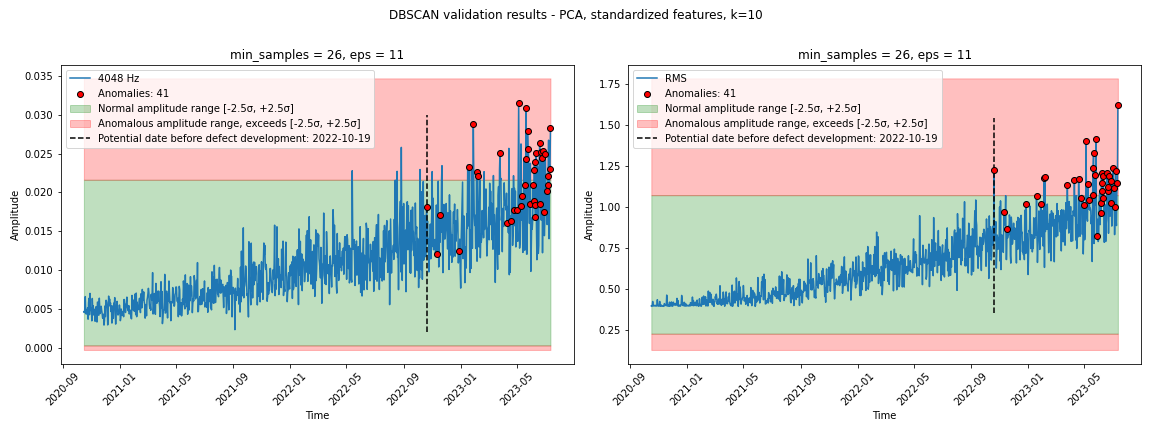 DBSCAN validation results - PCA, standardized features, k=10
min_samples = 26, eps = 11
4048 Hz
Anomalies: 41
Normal amplitude range [-2.5σ, +2.5σ]
Anomalous amplitude range, exceeds [-2.5σ, +2.5σ]
Potential date before defect development: 2022-10-19
Amplitude
0.035
0.030
0.025
0.020
0.015
0.010
0.005
0.000
2020-09
2021-01
2021-05
2021-09
2022-01
2022-05
2022-09
2023-01
2023-05
Time
min_samples = 26, eps = 11
RMS
Anomalies: 41
Normal amplitude range [-2.5σ, +2.5σ]
Anomalous amplitude range, exceeds [-2.5σ, +2.5σ]
Potential date before defect development: 2022-10-19
Amplitude
1.75
1.50
1.25
1.00
0.75
0.50
0.25
2020-09
2021-01
2021-05
2021-09
2022-01
2022-05
2022-09
2023-01
2023-05
Time